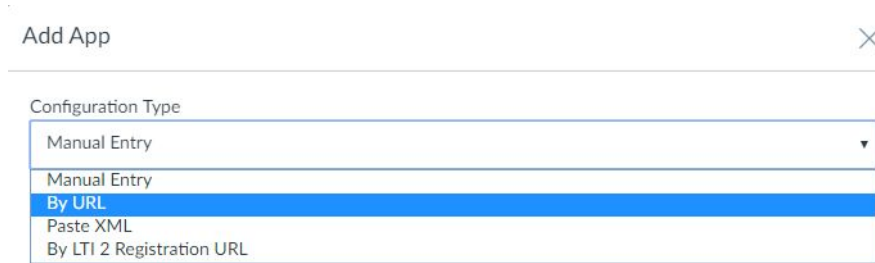 Add App
Configuration Type
Manual Entry
Manual Entry
By URL
Paste XML
By LTI 2 Registration URL